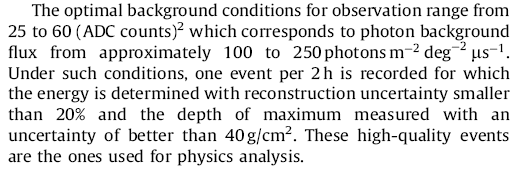 The optimal background conditions for observation range from
25 to 60 (ADC counts)² which corresponds to photon background
flux from approximately 100 to 250 photons m⁻² deg⁻² μs⁻¹.
Under such conditions, one event per 2 h is recorded for which
the energy is determined with reconstruction uncertainty smaller
than 20% and the depth of maximum measured with an
uncertainty of better than 40 g/cm². These high-quality events
are the ones used for physics analysis.